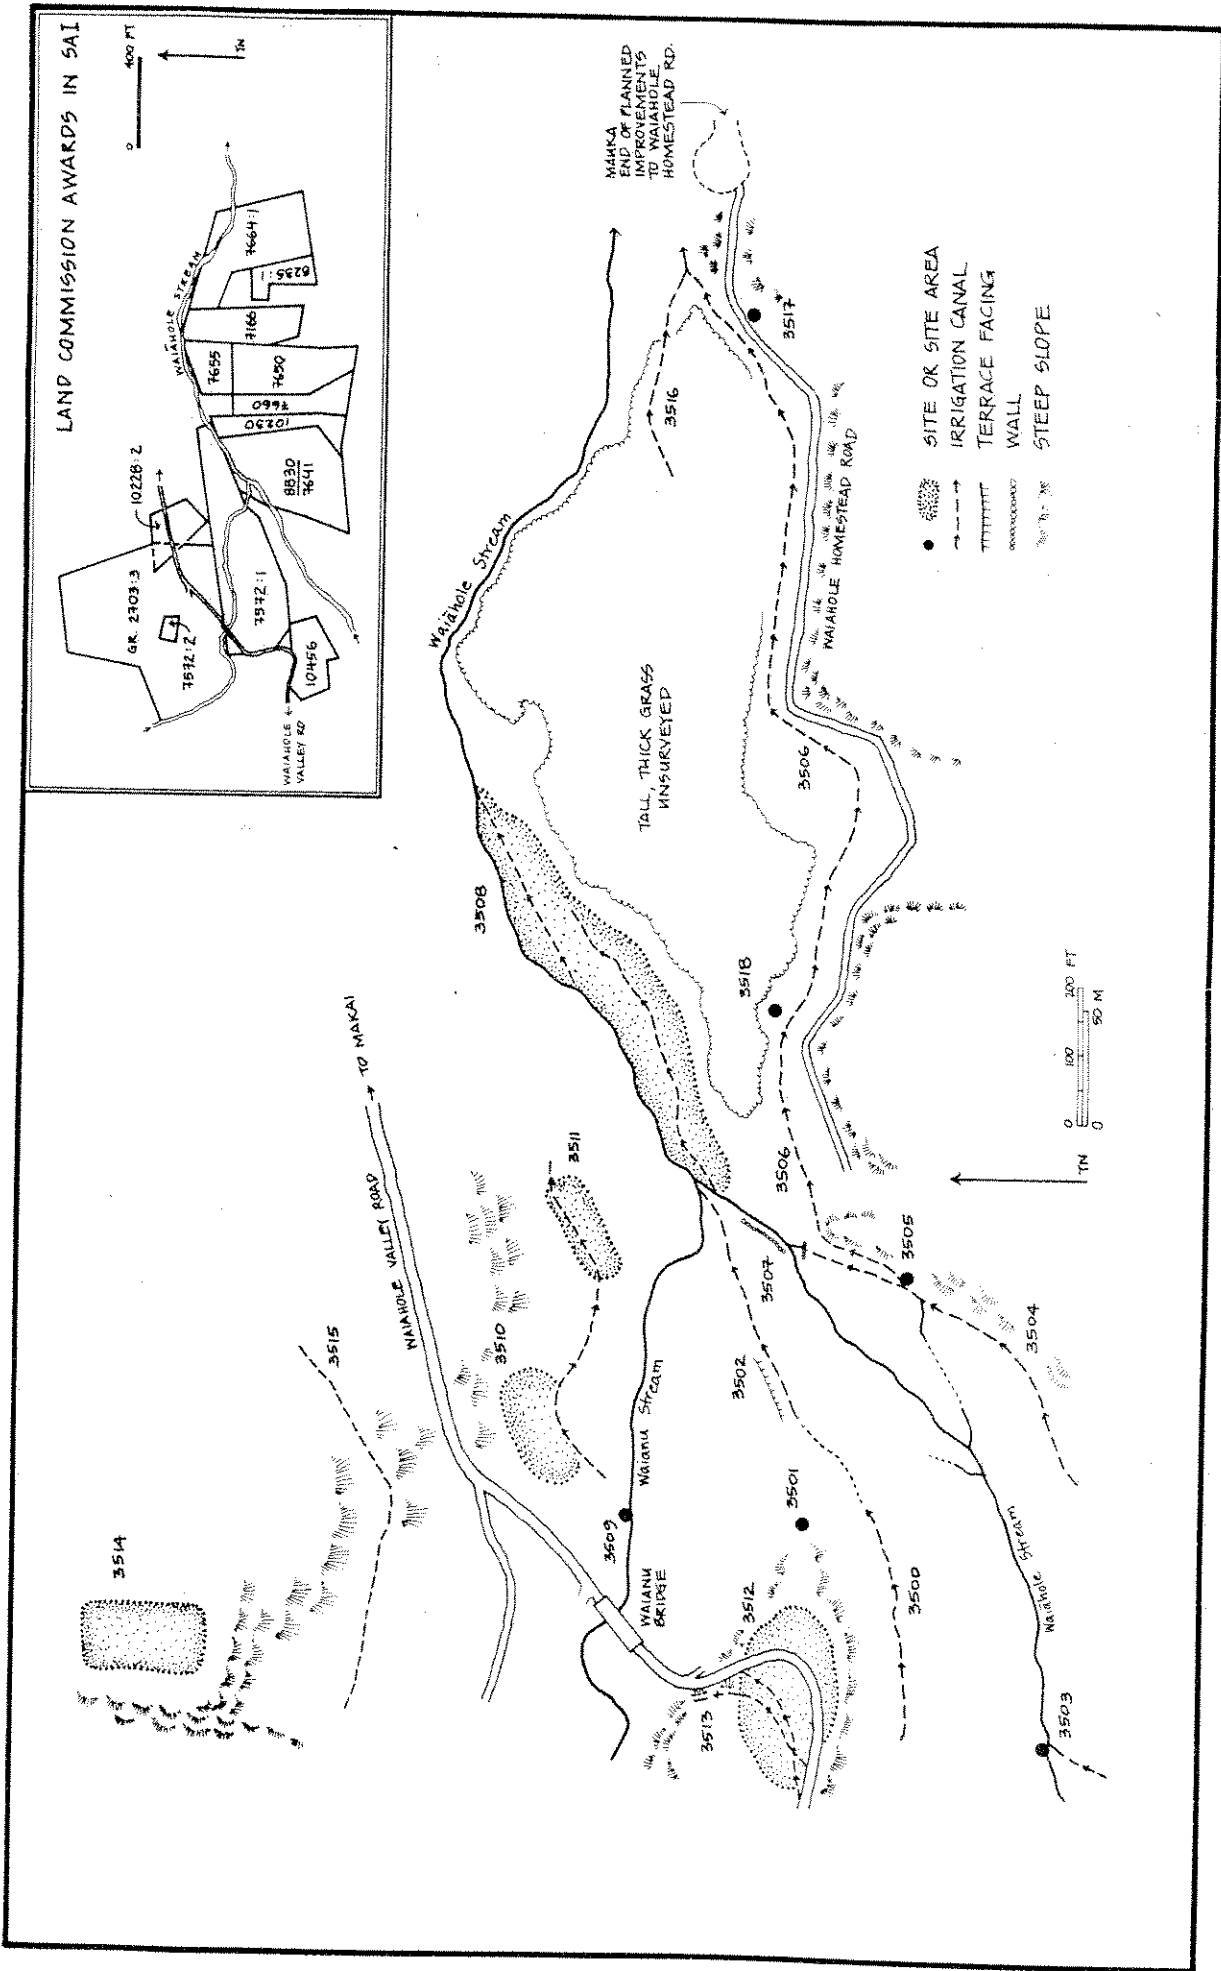 LAND COMMISSION AWARDS IN SAI
0 400 FT
TN
WAIAHOLE STREAM
GR. 2703:3
10228:2
7572:2
7572:1
10456
WAIAHOLE
VALLEY RD
8830
7641
10230
7660
7650
7655
7166
8235:1
7664:1
MAUKA
END OF PLANNED
IMPROVEMENTS
TO WAIAHOLE
HOMESTEAD RD.
3514
3515
WAIAHOLE VALLEY ROAD
TO MAKAI
3508
Waiāhole Stream
3516
3517
3510
3511
TALL, THICK GRASS
UNSURVEYED
3509
Waianu Stream
WAIANU
BRIDGE
3502
3507
3518
3506
3506
WAIAHOLE HOMESTEAD ROAD
3501
3512
3513
3505
3500
3504
Waiāhole Stream
3503
TN
0 100 200 FT
0 50 M
SITE OR SITE AREA
IRRIGATION CANAL
TERRACE FACING
WALL
STEEP SLOPE